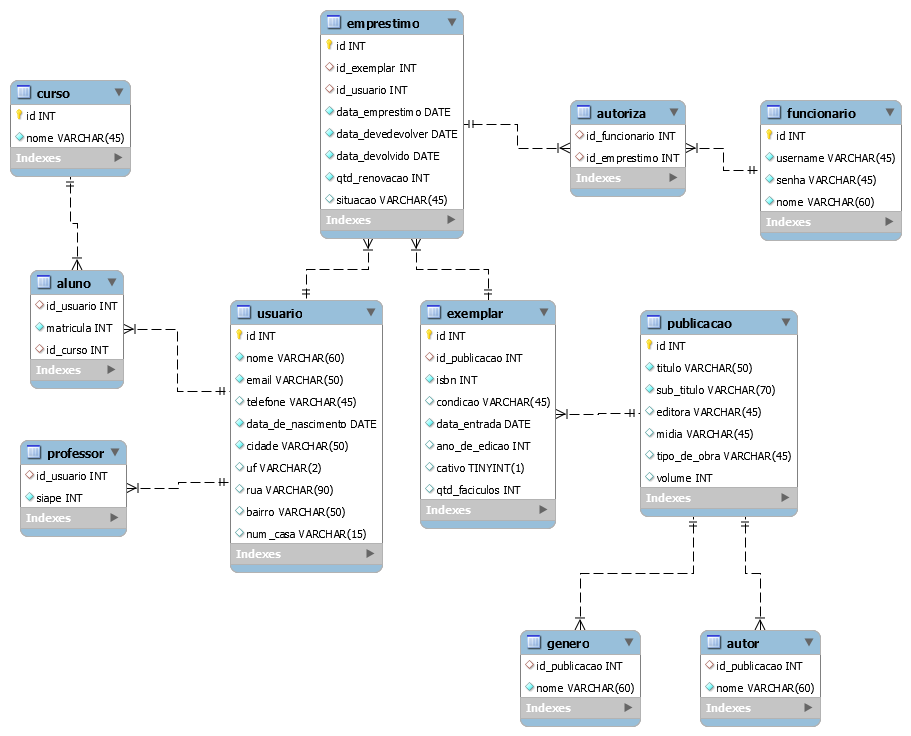 emprestimo
id INT
id_exemplar INT
id_usuario INT
data_emprestimo DATE
data_devedevolver DATE
data_devolvido DATE
qtd_renovacao INT
situacao VARCHAR(45)
Indexes
curso
id INT
nome VARCHAR(45)
Indexes
autoriza
id_funcionario INT
id_emprestimo INT
Indexes
funcionario
id INT
username VARCHAR(45)
senha VARCHAR(45)
nome VARCHAR(60)
Indexes
aluno
id_usuario INT
matricula INT
id_curso INT
Indexes
usuario
id INT
nome VARCHAR(60)
email VARCHAR(50)
telefone VARCHAR(45)
data_de_nascimento DATE
cidade VARCHAR(50)
uf VARCHAR(2)
rua VARCHAR(90)
bairro VARCHAR(50)
num_casa VARCHAR(15)
Indexes
exemplar
id INT
id_publicacao INT
isbn INT
condicao VARCHAR(45)
data_entrada DATE
ano_de_edicao INT
cativo TINYINT(1)
qtd_faciculos INT
Indexes
publicacao
id INT
titulo VARCHAR(50)
sub_titulo VARCHAR(70)
editora VARCHAR(45)
midia VARCHAR(45)
tipo_de_obra VARCHAR(45)
volume INT
Indexes
professor
id_usuario INT
siape INT
Indexes
genero
id_publicacao INT
nome VARCHAR(60)
Indexes
autor
id_publicacao INT
nome VARCHAR(60)
Indexes